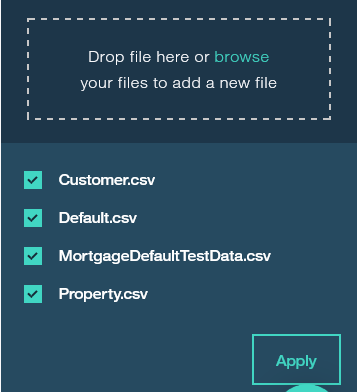 Drop file here or browse
your files to add a new file
Customer.csv
Default.csv
MortgageDefaultTestData.csv
Property.csv
Apply